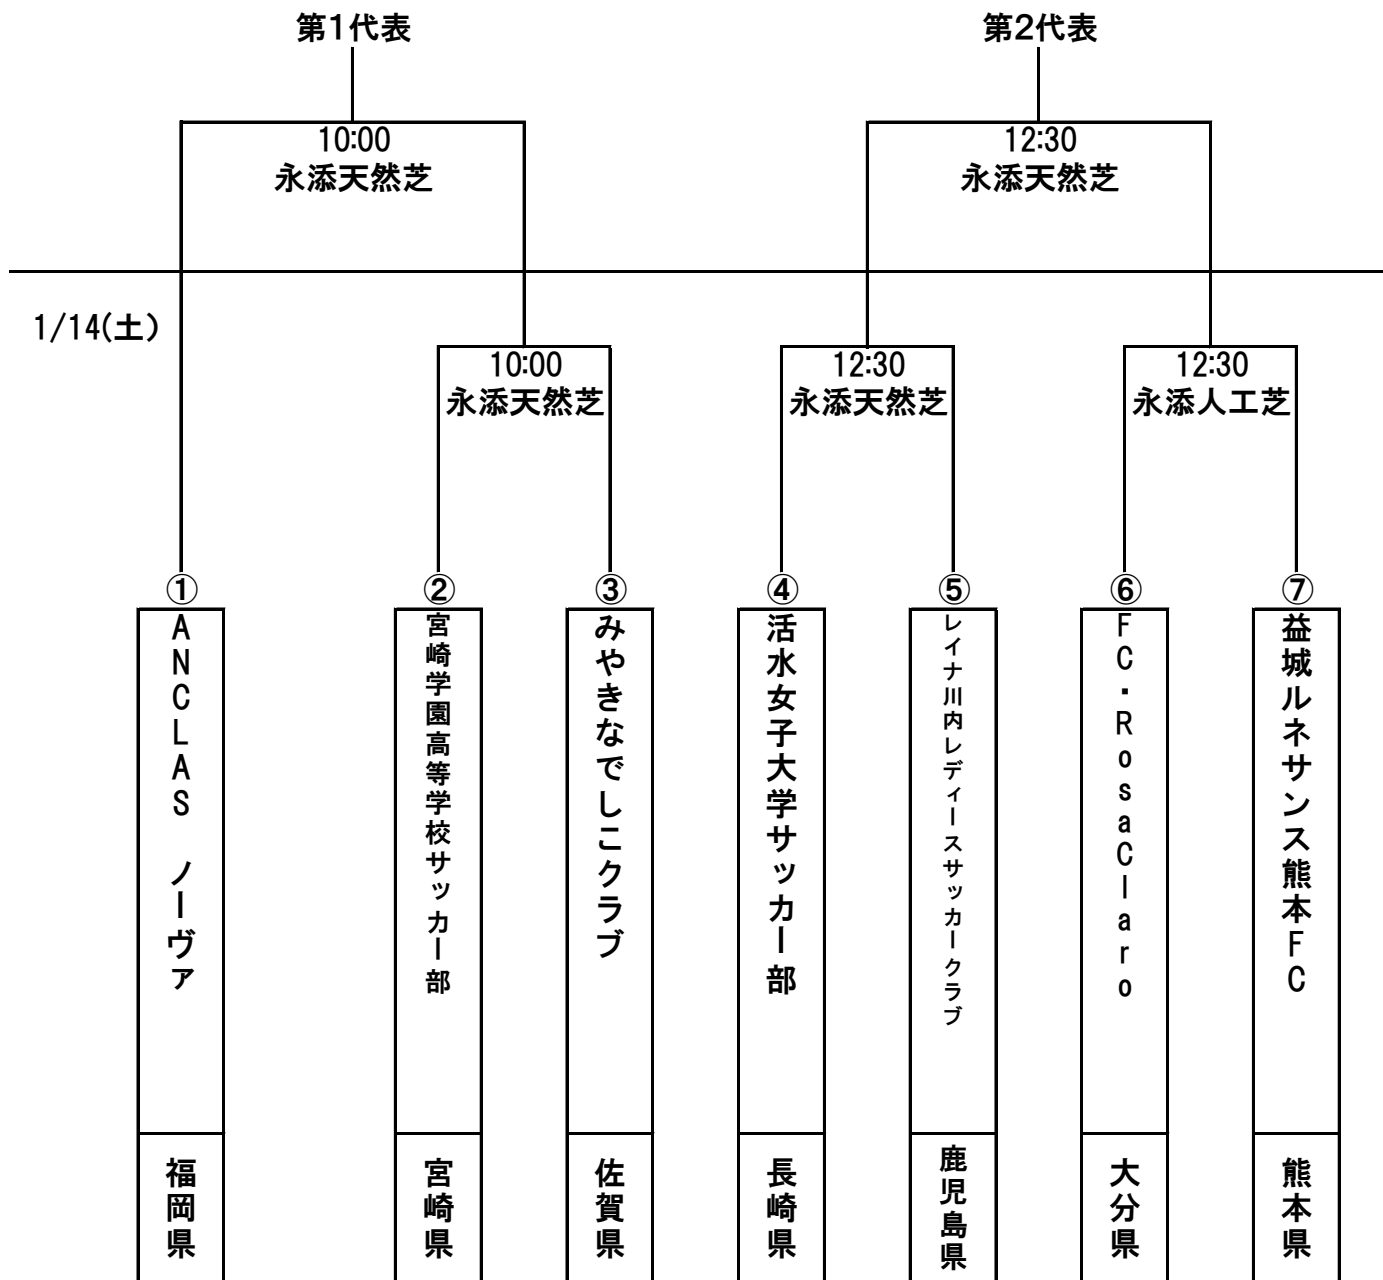 第1代表
第2代表
10:00
永添天然芝
12:30
永添天然芝
1/14(土)
10:00
永添天然芝
12:30
永添天然芝
12:30
永添人工芝
①
②
③
④
⑤
⑥
⑦
ANCLAS ノーヴァ
宮崎学園高等学校サッカー部
みやきなでしこクラブ
活水女子大学サッカー部
レイナ川内レディースサッカークラブ
FC・RosaClaro
益城ルネサンス熊本FC
福岡県
宮崎県
佐賀県
長崎県
鹿児島県
大分県
熊本県